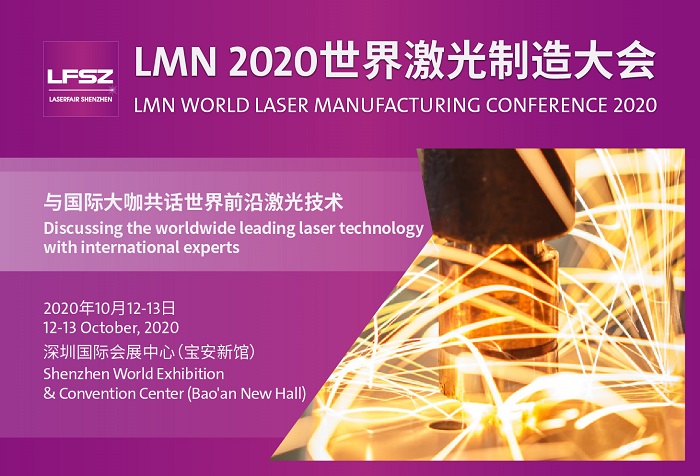 LFSZ
LASERFAIR SHENZHEN
LMN 2020世界激光制造大会
LMN WORLD LASER MANUFACTURING CONFERENCE 2020
与国际大咖共话世界前沿激光技术
Discussing the worldwide leading laser technology
with international experts
2020年10月12-13日
12-13 October, 2020
深圳国际会展中心（宝安新馆）
Shenzhen World Exhibition
& Convention Center (Bao'an New Hall)